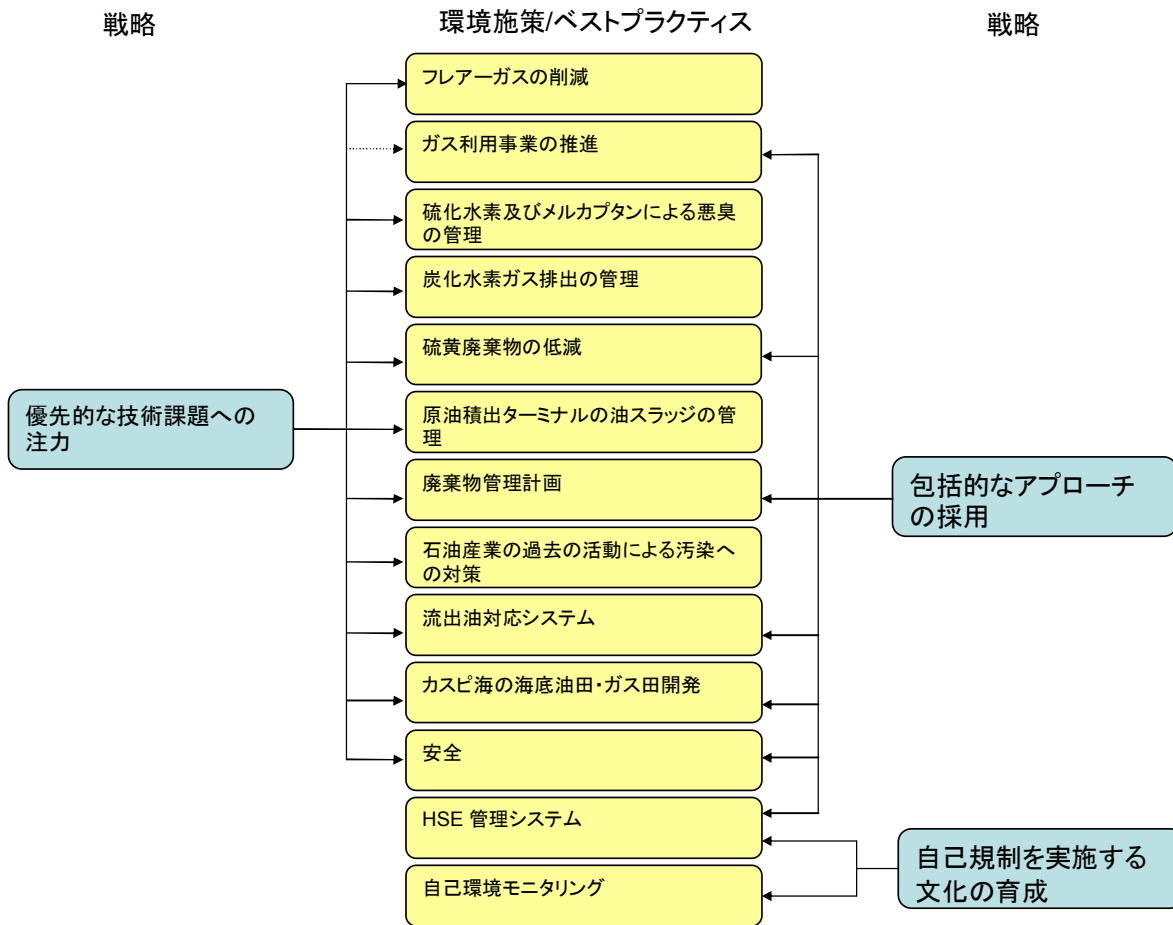 戦略
環境施策/ベストプラクティス
戦略
フレアーガスの削減
ガス利用事業の推進
硫化水素及びメルカプタンによる悪臭
の管理
炭化水素ガス排出の管理
硫黄廃棄物の低減
優先的な技術課題への
注力
原油積出ターミナルの油スラッジの管
理
廃棄物管理計画
包括的なアプローチ
の採用
石油産業の過去の活動による汚染へ
の対策
流出油対応システム
カスピ海の海底油田・ガス田開発
安全
HSE 管理システム
自己規制を実施する
文化の育成
自己環境モニタリング